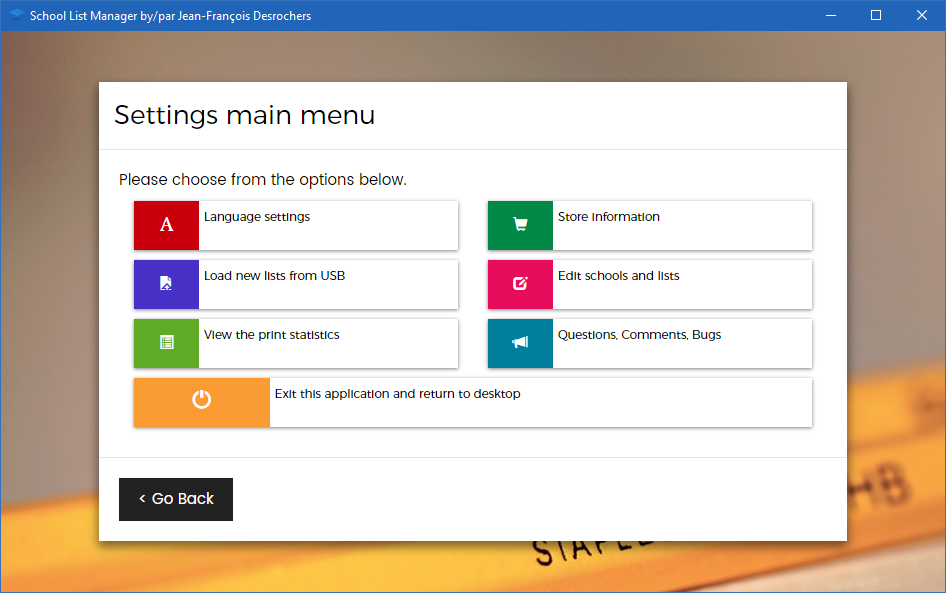 School List Manager by/par Jean-François Desrochers
Settings main menu
Please choose from the options below.
Language settings
Store information
Load new lists from USB
Edit schools and lists
View the print statistics
Questions, Comments, Bugs
Exit this application and return to desktop
< Go Back
HB